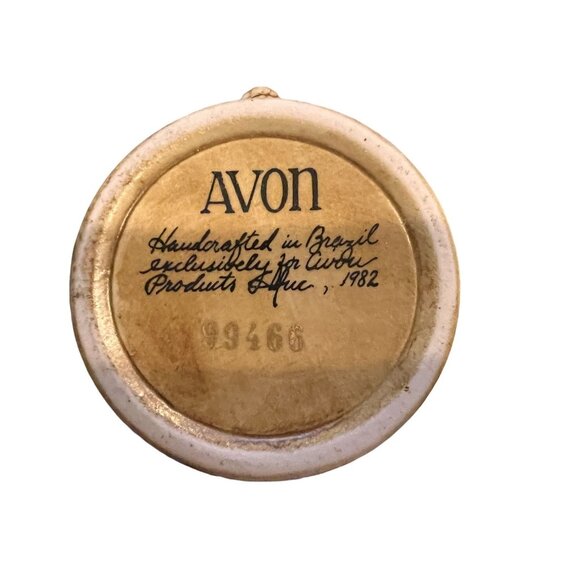 AVON
Handcrafted in Brazil
exclusively for Avon
Products Inc, 1982
99466